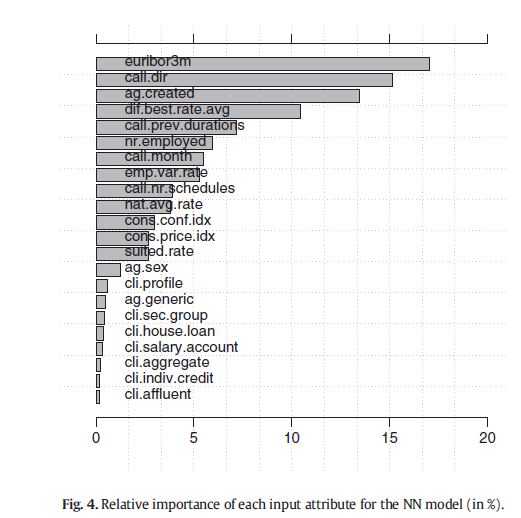 euribor3m
call.dir
ag.created
dif.best.rate.avg
call.prev.durations
nr.employed
call.month
emp.var.rate
call.nr.schedules
nat.avg.rate
cons.conf.idx
cons.price.idx
suited.rate
ag.sex
cli.profile
ag.generic
cli.sec.group
cli.house.loan
cli.salary.account
cli.aggregate
cli.indiv.credit
cli.affluent
0 5 10 15 20
Fig. 4. Relative importance of each input attribute for the NN model (in %).